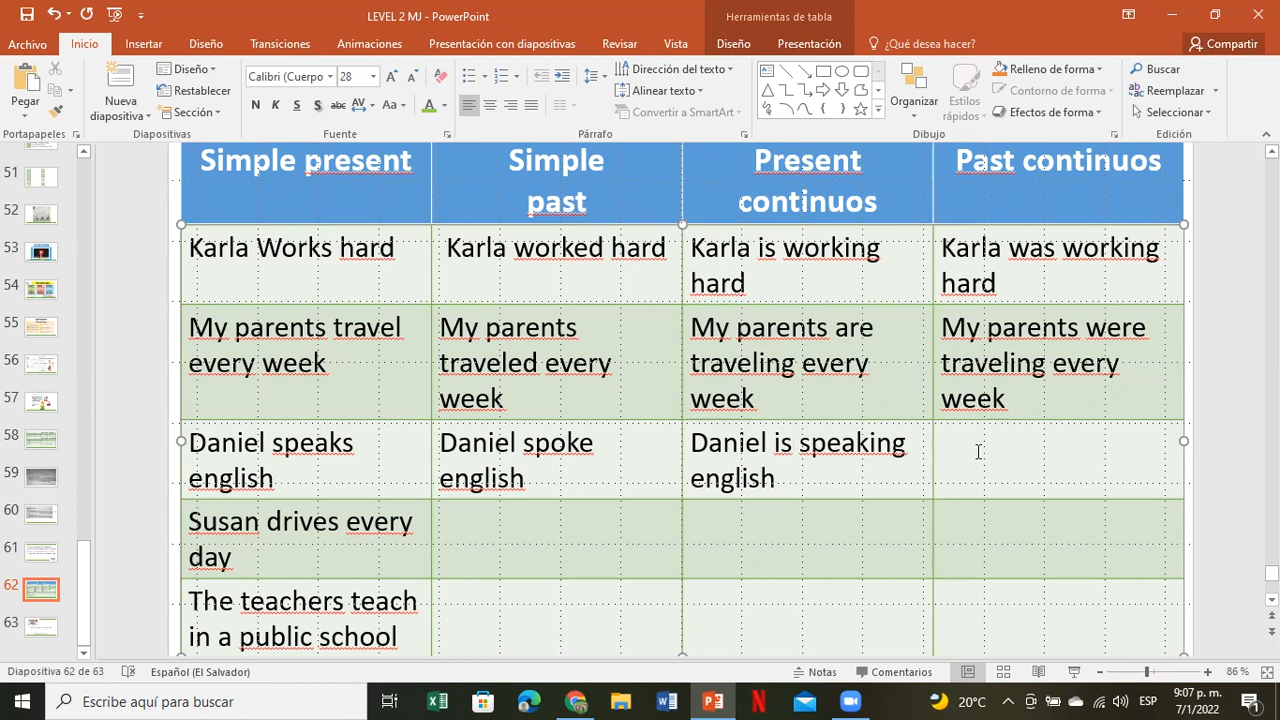 LEVEL 2 MJ - PowerPoint
Herramientas de tabla
Archivo
Inicio
Insertar
Diseño
Transiciones
Animaciones
Presentación con diapositivas
Revisar
Vista
Diseño
Presentación
¿Qué desea hacer?
Compartir
Pegar
Nueva
diapositiva
Diseño
Restablecer
Sección
Calibri (Cuerpo
28
N
K
S
S
abc
AV
Aa
A
Dirección del texto
Alinear texto
Convertir a SmartArt
Organizar
Estilos
rápidos
Relleno de forma
Contorno de forma
Efectos de forma
Buscar
Reemplazar
Seleccionar
Portapapeles
Diapositivas
Fuente
Párrafo
Dibujo
Edición
51
52
53
54
55
56
57
58
59
60
61
62
63
Simple present
Simple
past
Present
continuos
Past continuos
Karla Works hard
Karla worked hard
Karla is working
hard
Karla was working
hard
My parents travel
every week
My parents
traveled every
week
My parents are
traveling every
week
My parents were
traveling every
week
Daniel speaks
english
Daniel spoke
english
Daniel is speaking
english
Susan drives every
day
The teachers teach
in a public school
Diapositiva 62 de 63
Español (El Salvador)
Notas
Comentarios
86 %
Escribe aquí para buscar
20°C
ESP
9:07 p. m.
7/1/2022